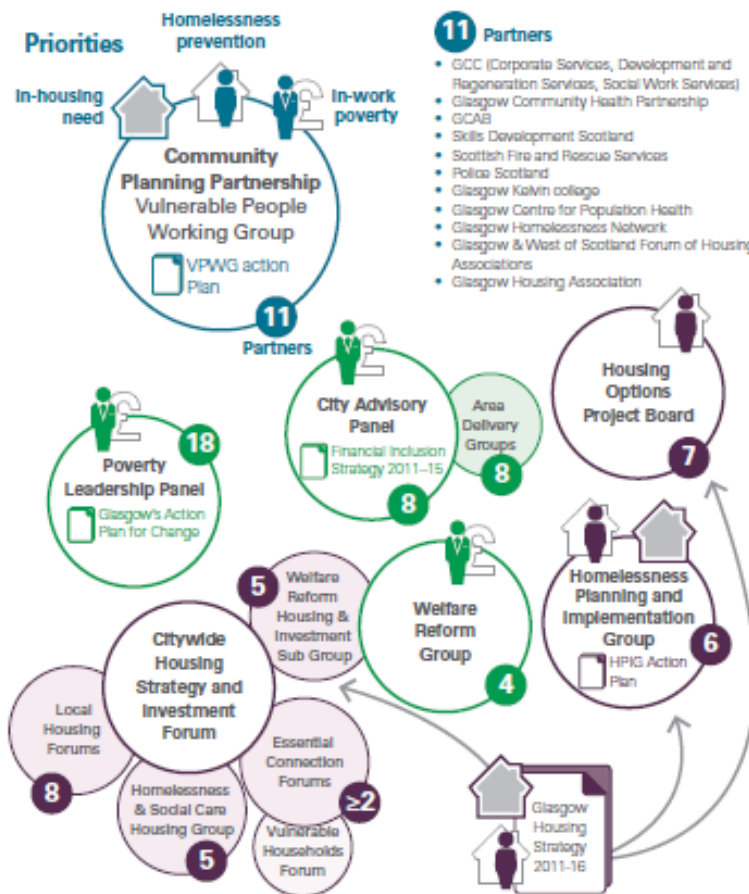 Priorities
Homelessness
prevention
In-housing
need
In-work
poverty
£
Community
Planning Partnership
Vulnerable People
Working Group
VPWG action
Plan
11
Partners
11 Partners
• GCC (Corporate Services, Development and
Regeneration Services, Social Work Services)
• Glasgow Community Health Partnership
• GCAB
• Skills Development Scotland
• Scottish Fire and Rescue Services
• Police Scotland
• Glasgow Kelvin college
• Glasgow Centre for Population Health
• Glasgow Homelessness Network
• Glasgow & West of Scotland Forum of Housing
Associations
• Glasgow Housing Association
£
18
Poverty
Leadership Panel
Glasgow's Action
Plan for Change
£
City Advisory
Panel
Financial Inclusion
Strategy 2011–15
8
Area
Delivery
Groups
8
Housing
Options
Project Board
7
£
Welfare
Reform
Group
4
Homelessness
Planning and
Implementation
Group
HPIG Action
Plan
6
5
Welfare
Reform
Housing &
Investment
Sub Group
Citywide
Housing
Strategy and
Investment
Forum
Local
Housing
Forums
8
Homelessness
& Social Care
Housing Group
5
Essential
Connection
Forums
≥2
Vulnerable
Households
Forum
Glasgow
Housing
Strategy
2011-16